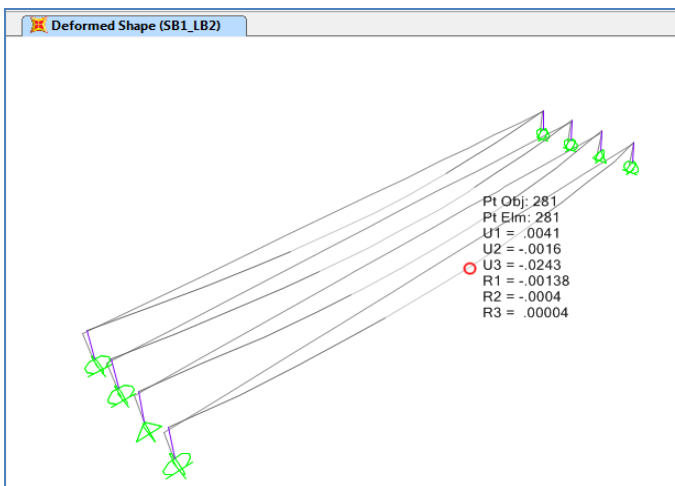 Deformed Shape (SB1_LB2)
Pt Obj: 281
Pt Elm: 281
U1 = .0041
U2 = -.0016
U3 = -.0243
R1 = -.00138
R2 = -.0004
R3 = .00004